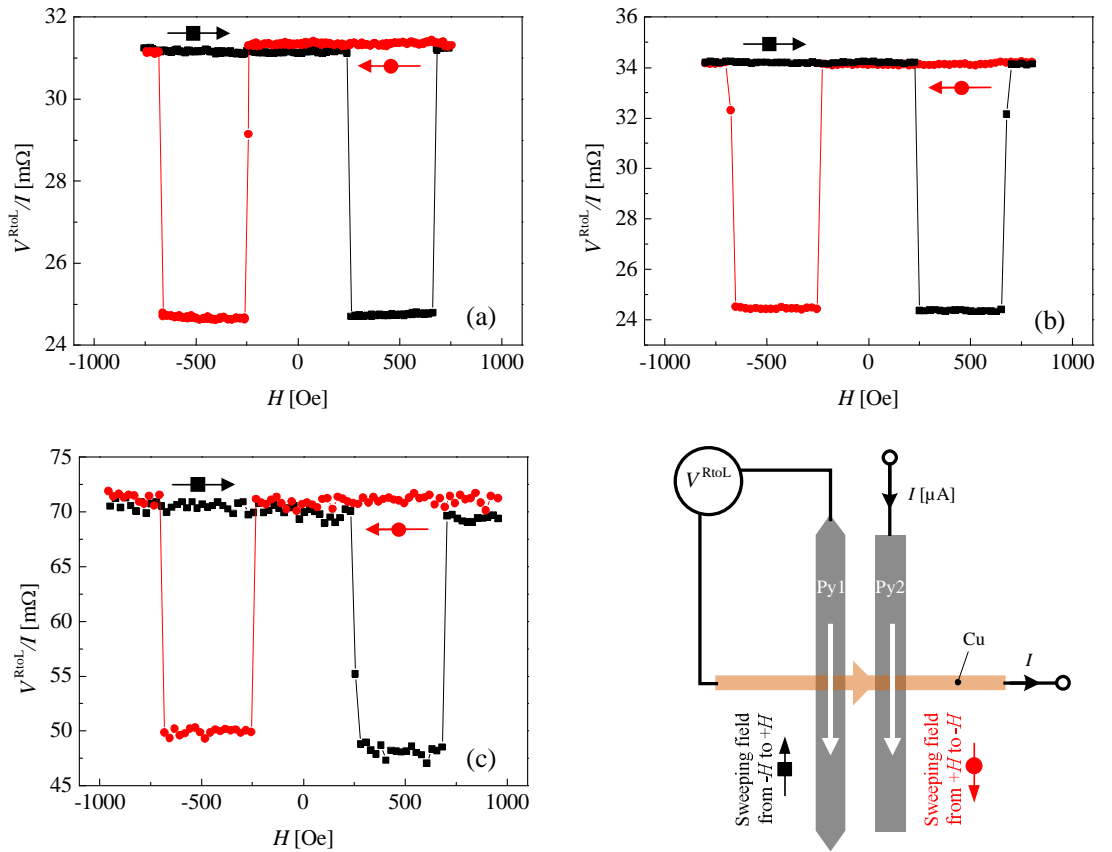 32
30
28
26
24
V^RtoL/I [mΩ]
-1000 -500 0 500 1000
H [Oe]
(a)
36
34
32
30
28
26
24
V^RtoL/I [mΩ]
-1000 -500 0 500 1000
H [Oe]
(b)
75
70
65
60
55
50
45
V^RtoL/I [mΩ]
-1000 -500 0 500 1000
H [Oe]
(c)
V^RtoL
I [µA]
Py1 Py2
Cu
I
Sweeping field
from -H to +H
Sweeping field
from +H to -H